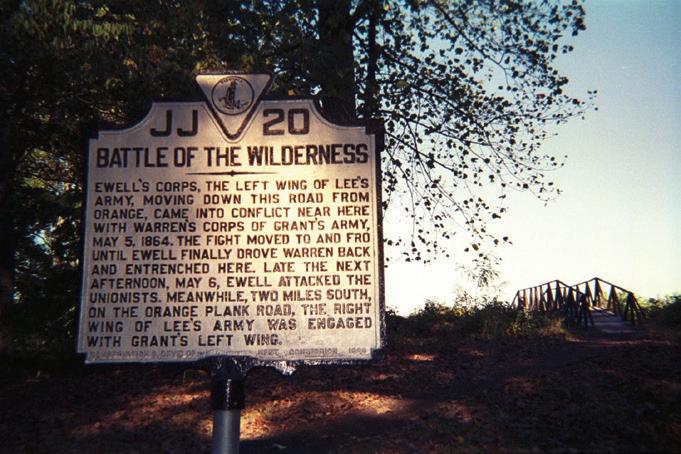 JJ 20
BATTLE OF THE WILDERNESS
EWELL'S CORPS, THE LEFT WING OF LEE'S
ARMY, MOVING DOWN THIS ROAD FROM
ORANGE, CAME INTO CONFLICT NEAR HERE
WITH WARREN'S CORPS OF GRANT'S ARMY,
MAY 5, 1864. THE FIGHT MOVED TO AND FRO
UNTIL EWELL FINALLY DROVE WARREN BACK
AND ENTRENCHED HERE. LATE THE NEXT
AFTERNOON, MAY 6, EWELL ATTACKED THE
UNIONISTS. MEANWHILE, TWO MILES SOUTH,
ON THE ORANGE PLANK ROAD, THE RIGHT
WING OF LEE'S ARMY WAS ENGAGED
WITH GRANT'S LEFT WING.